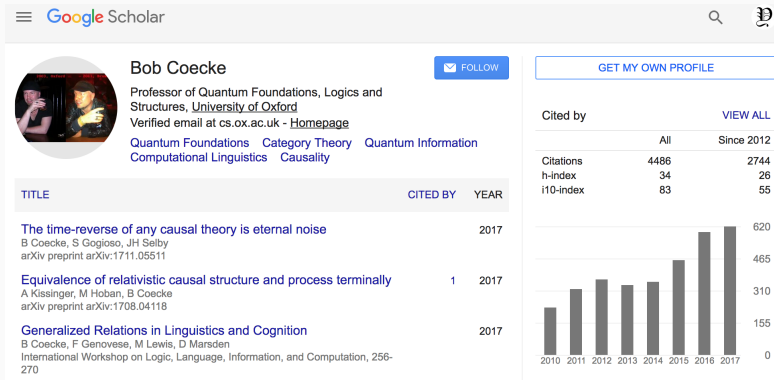 Google Scholar
Bob Coecke
FOLLOW
Professor of Quantum Foundations, Logics and
Structures, University of Oxford
Verified email at cs.ox.ac.uk - Homepage
Quantum Foundations Category Theory Quantum Information
Computational Linguistics Causality
TITLE CITED BY YEAR
The time-reverse of any causal theory is eternal noise 2017
B Coecke, S Gogioso, JH Selby
arXiv preprint arXiv:1711.05511
Equivalence of relativistic causal structure and process terminally 1 2017
A Kissinger, M Hoban, B Coecke
arXiv preprint arXiv:1708.04118
Generalized Relations in Linguistics and Cognition 2017
B Coecke, F Genovese, M Lewis, D Marsden
International Workshop on Logic, Language, Information, and Computation, 256-
270
GET MY OWN PROFILE
Cited by VIEW ALL
All Since 2012
Citations 4486 2744
h-index 34 26
i10-index 83 55
620
465
310
155
0
2010 2011 2012 2013 2014 2015 2016 2017